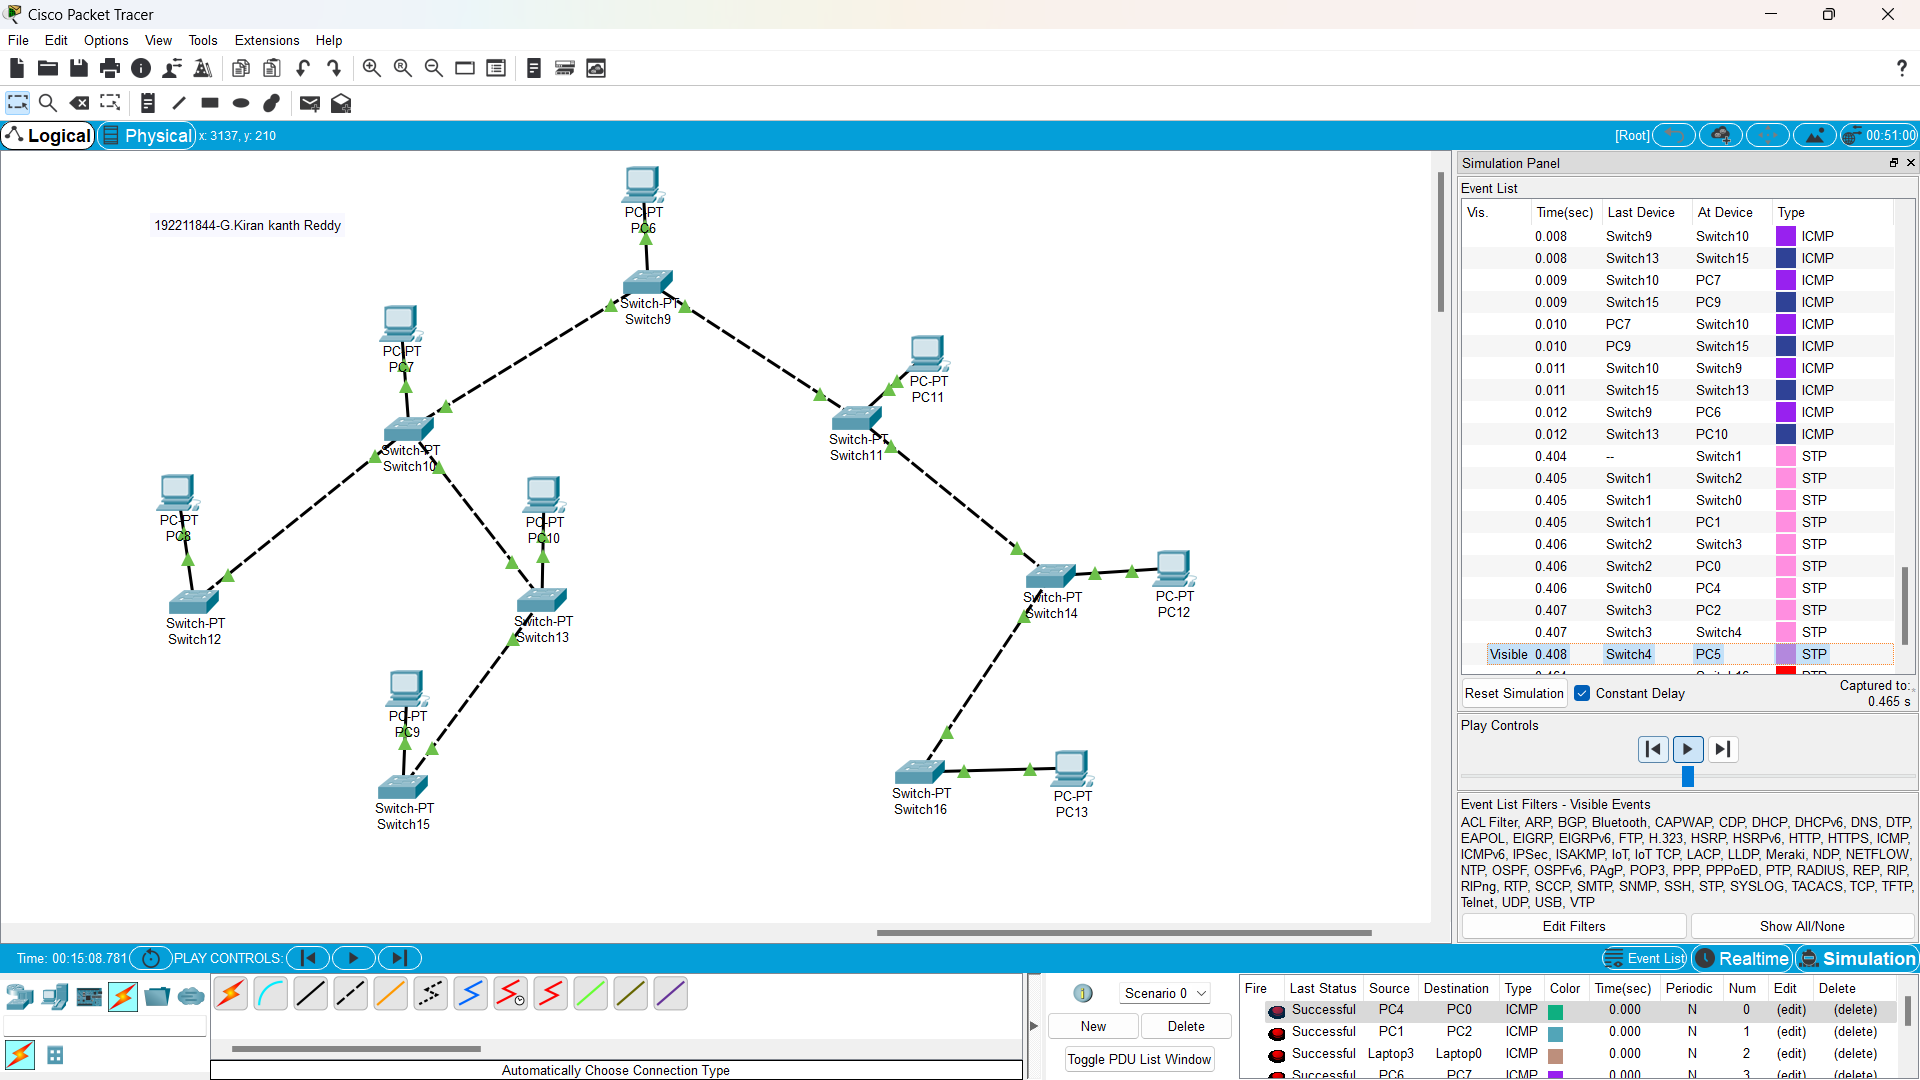 Cisco Packet Tracer
File Edit Options View Tools Extensions Help
Logical Physical x: 3137, y: 210 [Root] 00:51:00
192211844-G.Kiran kanth Reddy
PC-PT
PC6
Switch-PT
Switch9
PC-PT
PC7
PC-PT
PC11
Switch-PT
Switch10
Switch-PT
Switch11
PC-PT
PC8
PC-PT
PC10
Switch-PT
Switch12
Switch-PT
Switch13
Switch-PT
Switch14
PC-PT
PC12
PC-PT
PC9
Switch-PT
Switch15
Switch-PT
Switch16
PC-PT
PC13
Simulation Panel
Event List
Vis. Time(sec) Last Device At Device Type
0.008 Switch9 Switch10 ICMP
0.008 Switch13 Switch15 ICMP
0.009 Switch10 PC7 ICMP
0.009 Switch15 PC9 ICMP
0.010 PC7 Switch10 ICMP
0.010 PC9 Switch15 ICMP
0.011 Switch10 Switch9 ICMP
0.011 Switch15 Switch13 ICMP
0.012 Switch9 PC6 ICMP
0.012 Switch13 PC10 ICMP
0.404 -- Switch1 STP
0.405 Switch1 Switch2 STP
0.405 Switch1 Switch0 STP
0.405 Switch1 PC1 STP
0.406 Switch2 Switch3 STP
0.406 Switch2 PC0 STP
0.406 Switch0 PC4 STP
0.407 Switch3 PC2 STP
0.407 Switch3 Switch4 STP
Visible 0.408 Switch4 PC5 STP
Reset Simulation Constant Delay Captured to:
0.465 s
Play Controls
Event List Filters - Visible Events
ACL Filter, ARP, BGP, Bluetooth, CAPWAP, CDP, DHCP, DHCPv6, DNS, DTP,
EAPOL, EIGRP, EIGRPv6, FTP, H.323, HSRP, HSRPv6, HTTP, HTTPS, ICMP,
ICMPv6, IPSec, ISAKMP, IoT, IoT TCP, LACP, LLDP, Meraki, NDP, NETFLOW,
NTP, OSPF, OSPFv6, PAgP, POP3, PPP, PPPoED, PTP, RADIUS, REP, RIP,
RIPng, RTP, SCCP, SMTP, SNMP, SSH, STP, SYSLOG, TACACS, TCP, TFTP,
Telnet, UDP, USB, VTP
Edit Filters Show All/None
Time: 00:15:08.781 PLAY CONTROLS: Event List Realtime Simulation
Automatically Choose Connection Type
Scenario 0
New Delete
Toggle PDU List Window
Fire Last Status Source Destination Type Color Time(sec) Periodic Num Edit Delete
Successful PC4 PC0 ICMP 0.000 N 0 (edit) (delete)
Successful PC1 PC2 ICMP 0.000 N 1 (edit) (delete)
Successful Laptop3 Laptop0 ICMP 0.000 N 2 (edit) (delete)
Successful PC6 PC7 ICMP 0.000 N 3 (edit) (delete)